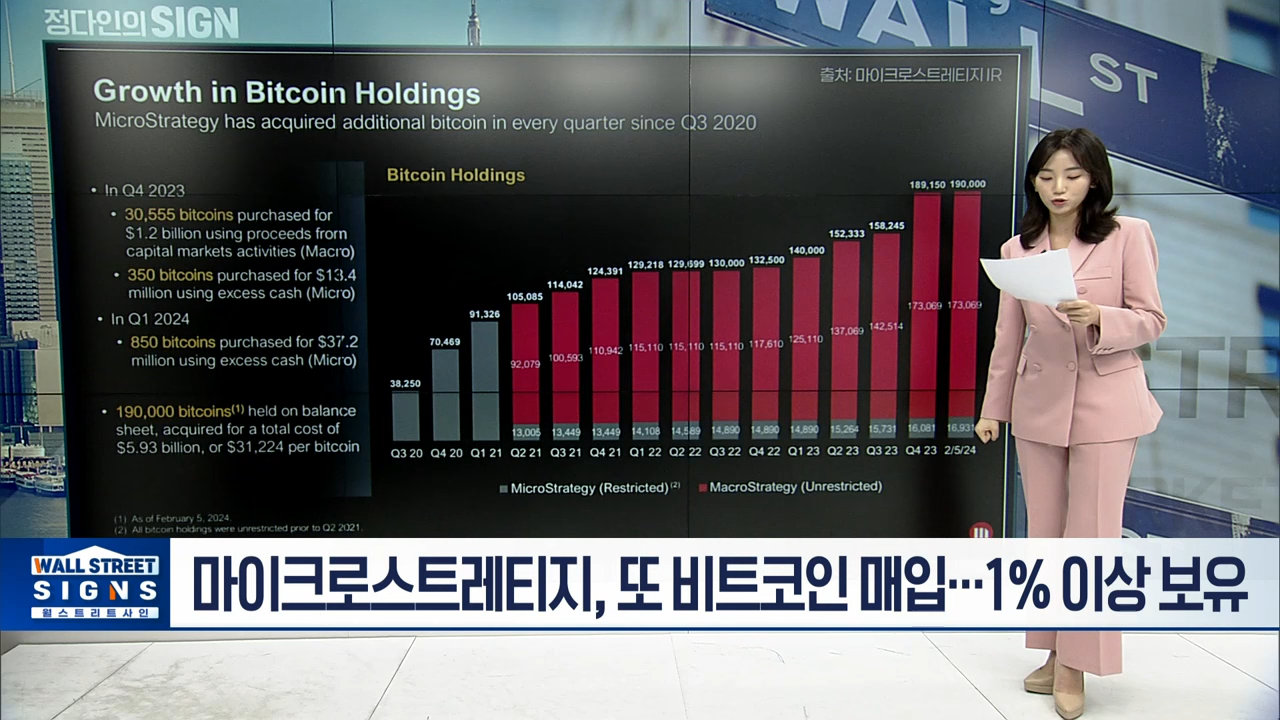 정다인의 SIGN
WALL ST
출처: 마이크로스트레티지 IR
Growth in Bitcoin Holdings
MicroStrategy has acquired additional bitcoin in every quarter since Q3 2020
• In Q4 2023
• 30,555 bitcoins purchased for
$1.2 billion using proceeds from
capital markets activities (Macro)
• 350 bitcoins purchased for $13.4
million using excess cash (Micro)
• In Q1 2024
• 850 bitcoins purchased for $37.2
million using excess cash (Micro)
• 190,000 bitcoins(1) held on balance
sheet, acquired for a total cost of
$5.93 billion, or $31,224 per bitcoin
Bitcoin Holdings
38,250 70,469 91,326 105,085 114,042 124,391 129,218 129,699 130,000 132,500 140,000 152,333 158,245 189,150 190,000
92,079 100,593 110,942 115,110 115,110 115,110 117,610 125,110 137,069 142,514 173,069 173,069
13,005 13,449 13,449 14,108 14,589 14,890 14,890 14,890 15,264 15,731 16,081 16,931
Q3 20 Q4 20 Q1 21 Q2 21 Q3 21 Q4 21 Q1 22 Q2 22 Q3 22 Q4 22 Q1 23 Q2 23 Q3 23 Q4 23 2/5/24
MicroStrategy (Restricted) (2) MacroStrategy (Unrestricted)
(1) As of February 5, 2024.
(2) All bitcoin holdings were unrestricted prior to Q2 2021.
WALL STREET
SIGNS
월스트리트사인
마이크로스트레티지, 또 비트코인 매입…1% 이상 보유